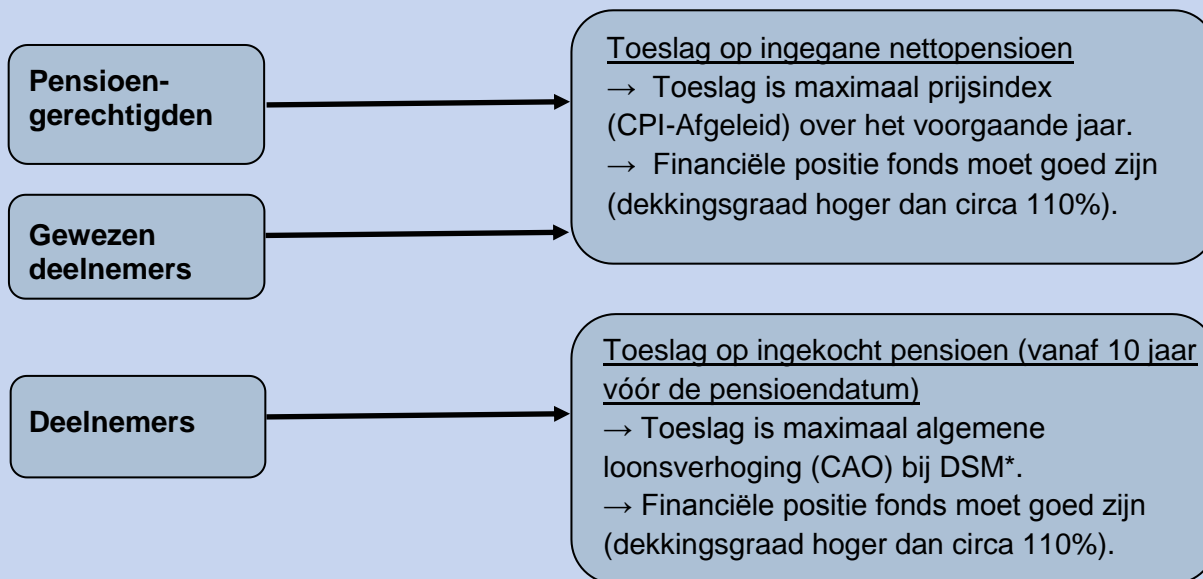 Pensioen-
gerechtigden
Toeslag op ingegane nettopensioen
→ Toeslag is maximaal prijsindex
(CPI-Afgeleid) over het voorgaande jaar.
→ Financiële positie fonds moet goed zijn
(dekkingsgraad hoger dan circa 110%).
Gewezen
deelnemers
Deelnemers
Toeslag op ingekocht pensioen (vanaf 10 jaar
vóór de pensioendatum)
→ Toeslag is maximaal algemene
loonsverhoging (CAO) bij DSM*.
→ Financiële positie fonds moet goed zijn
(dekkingsgraad hoger dan circa 110%).